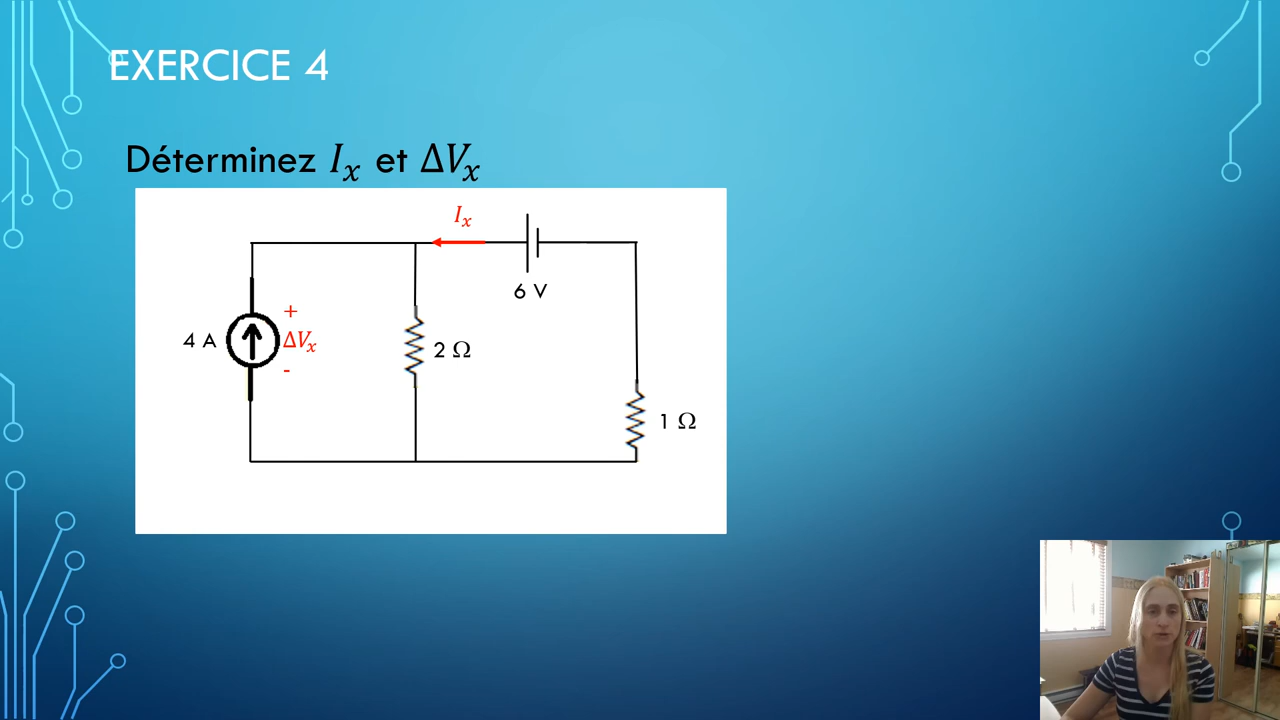 EXERCICE 4
Déterminez Iₓ et ΔVₓ
Iₓ
6 V
+
4 A
ΔVₓ
-
2 Ω
1 Ω